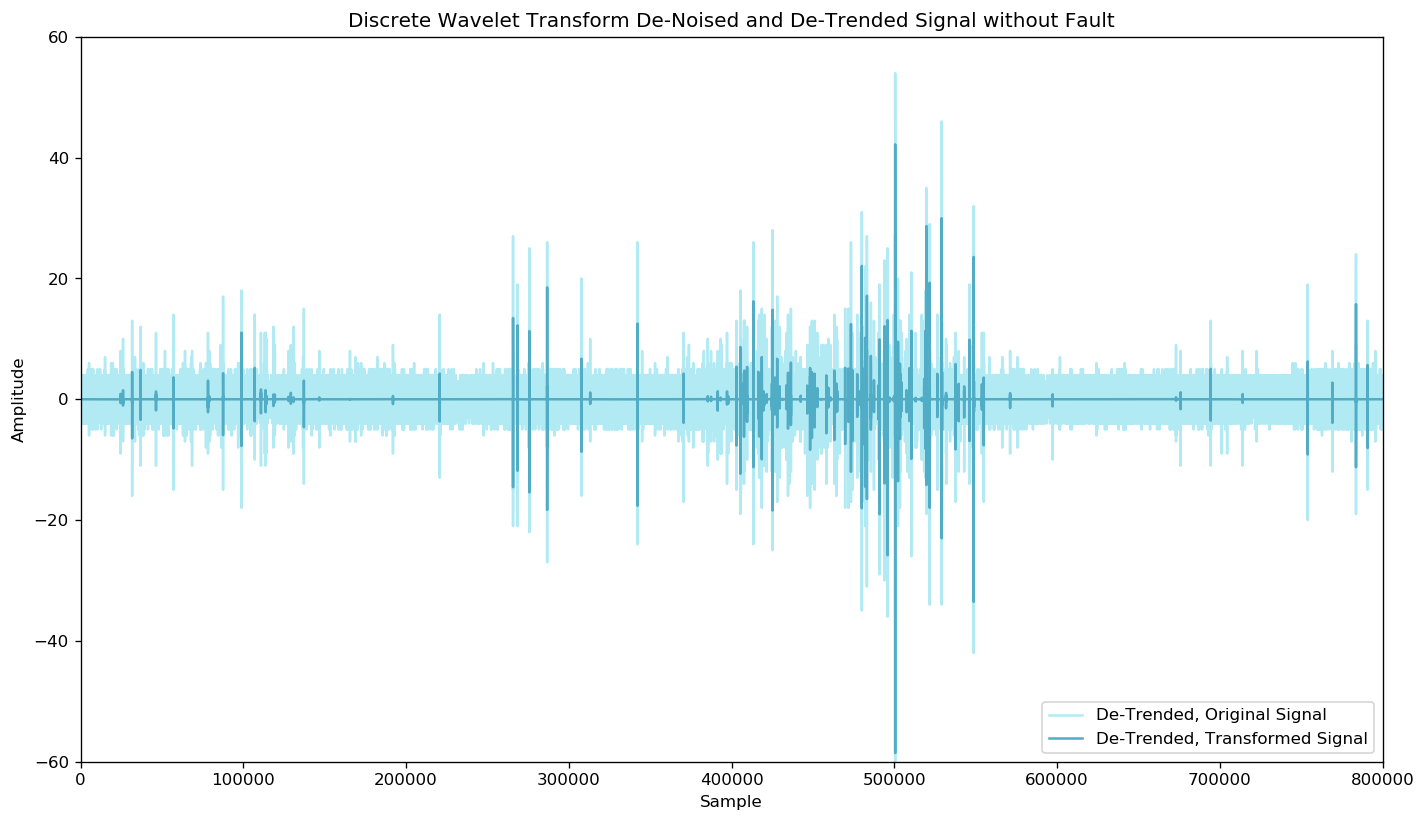 Discrete Wavelet Transform De-Noised and De-Trended Signal without Fault
60
40
20
0
−20
−40
−60
Amplitude
De-Trended, Original Signal
De-Trended, Transformed Signal
0 100000 200000 300000 400000 500000 600000 700000 800000
Sample